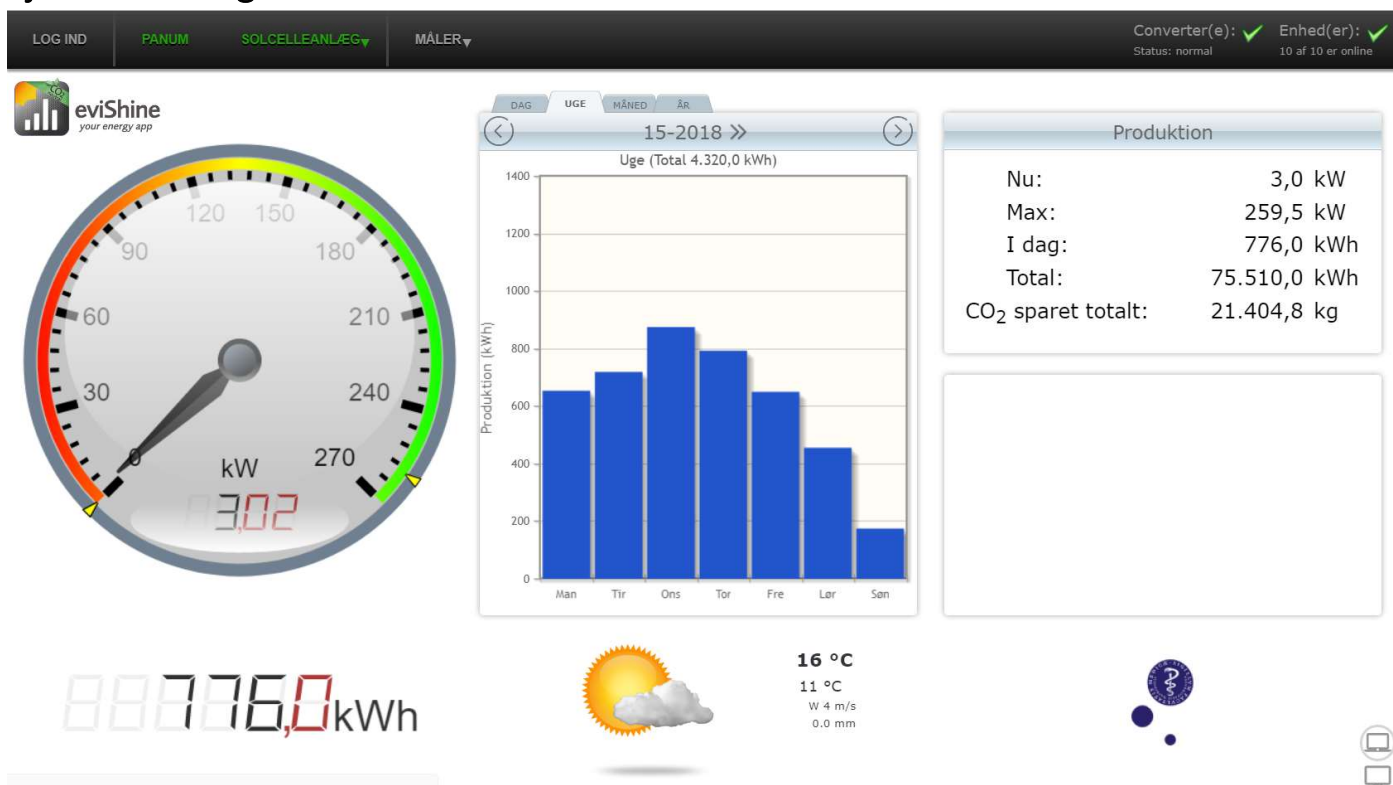 LOG IND
PANUM
SOLCELLEANLÆG
MÅLER
Converter(e):
Status: normal
Enhed(er):
10 af 10 er online
CO2
eviShine
your energy app
0
30
60
90
120
150
180
210
240
270
kW
3,02
776,0 kWh
DAG
UGE
MÅNED
ÅR
15-2018 »
Uge (Total 4.320,0 kWh)
Produktion (kWh)
1400
1200
1000
800
600
400
200
0
Man Tir Ons Tor Fre Lør Søn
16 °C
11 °C
W 4 m/s
0.0 mm
Produktion
Nu: 3,0 kW
Max: 259,5 kW
I dag: 776,0 kWh
Total: 75.510,0 kWh
CO2 sparet totalt: 21.404,8 kg